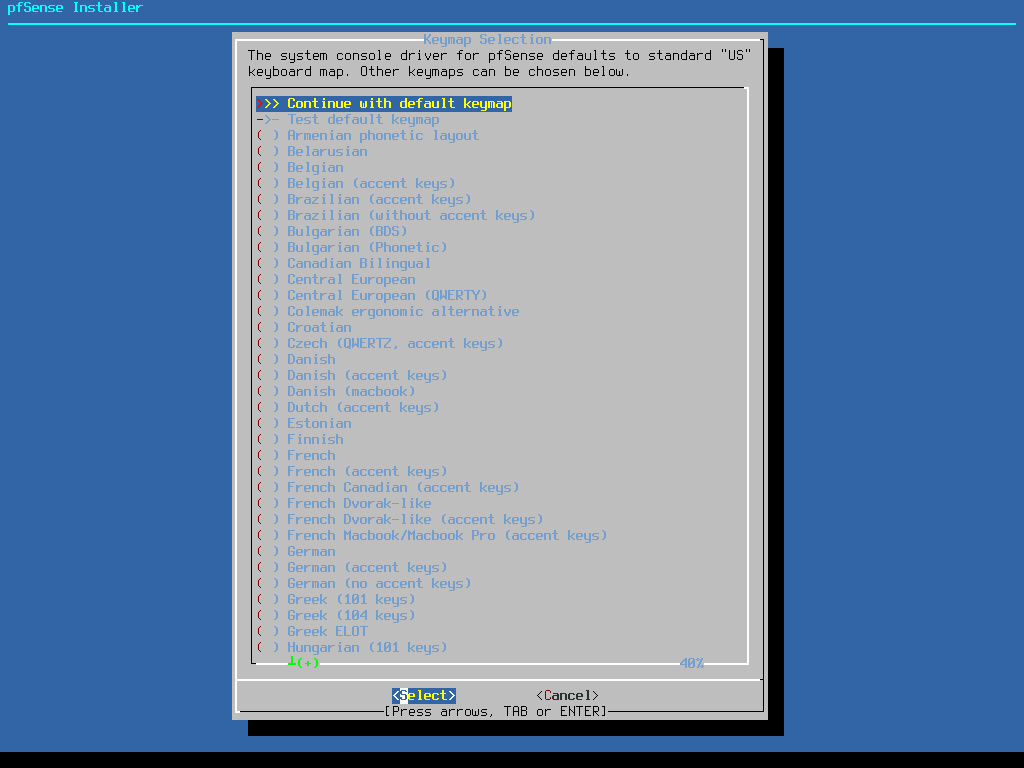 pfSense Installer
Keymap Selection
The system console driver for pfSense defaults to standard "US"
keyboard map. Other keymaps can be chosen below.
>>> Continue with default keymap
->- Test default keymap
( ) Armenian phonetic layout
( ) Belarusian
( ) Belgian
( ) Belgian (accent keys)
( ) Brazilian (accent keys)
( ) Brazilian (without accent keys)
( ) Bulgarian (BDS)
( ) Bulgarian (Phonetic)
( ) Canadian Bilingual
( ) Central European
( ) Central European (QWERTY)
( ) Colemak ergonomic alternative
( ) Croatian
( ) Czech (QWERTZ, accent keys)
( ) Danish
( ) Danish (accent keys)
( ) Danish (macbook)
( ) Dutch (accent keys)
( ) Estonian
( ) Finnish
( ) French
( ) French (accent keys)
( ) French Canadian (accent keys)
( ) French Dvorak-like
( ) French Dvorak-like (accent keys)
( ) French Macbook/Macbook Pro (accent keys)
( ) German
( ) German (accent keys)
( ) German (no accent keys)
( ) Greek (101 keys)
( ) Greek (104 keys)
( ) Greek ELOT
( ) Hungarian (101 keys)
┴(+) 40%
<Select> <Cancel>
[Press arrows, TAB or ENTER]